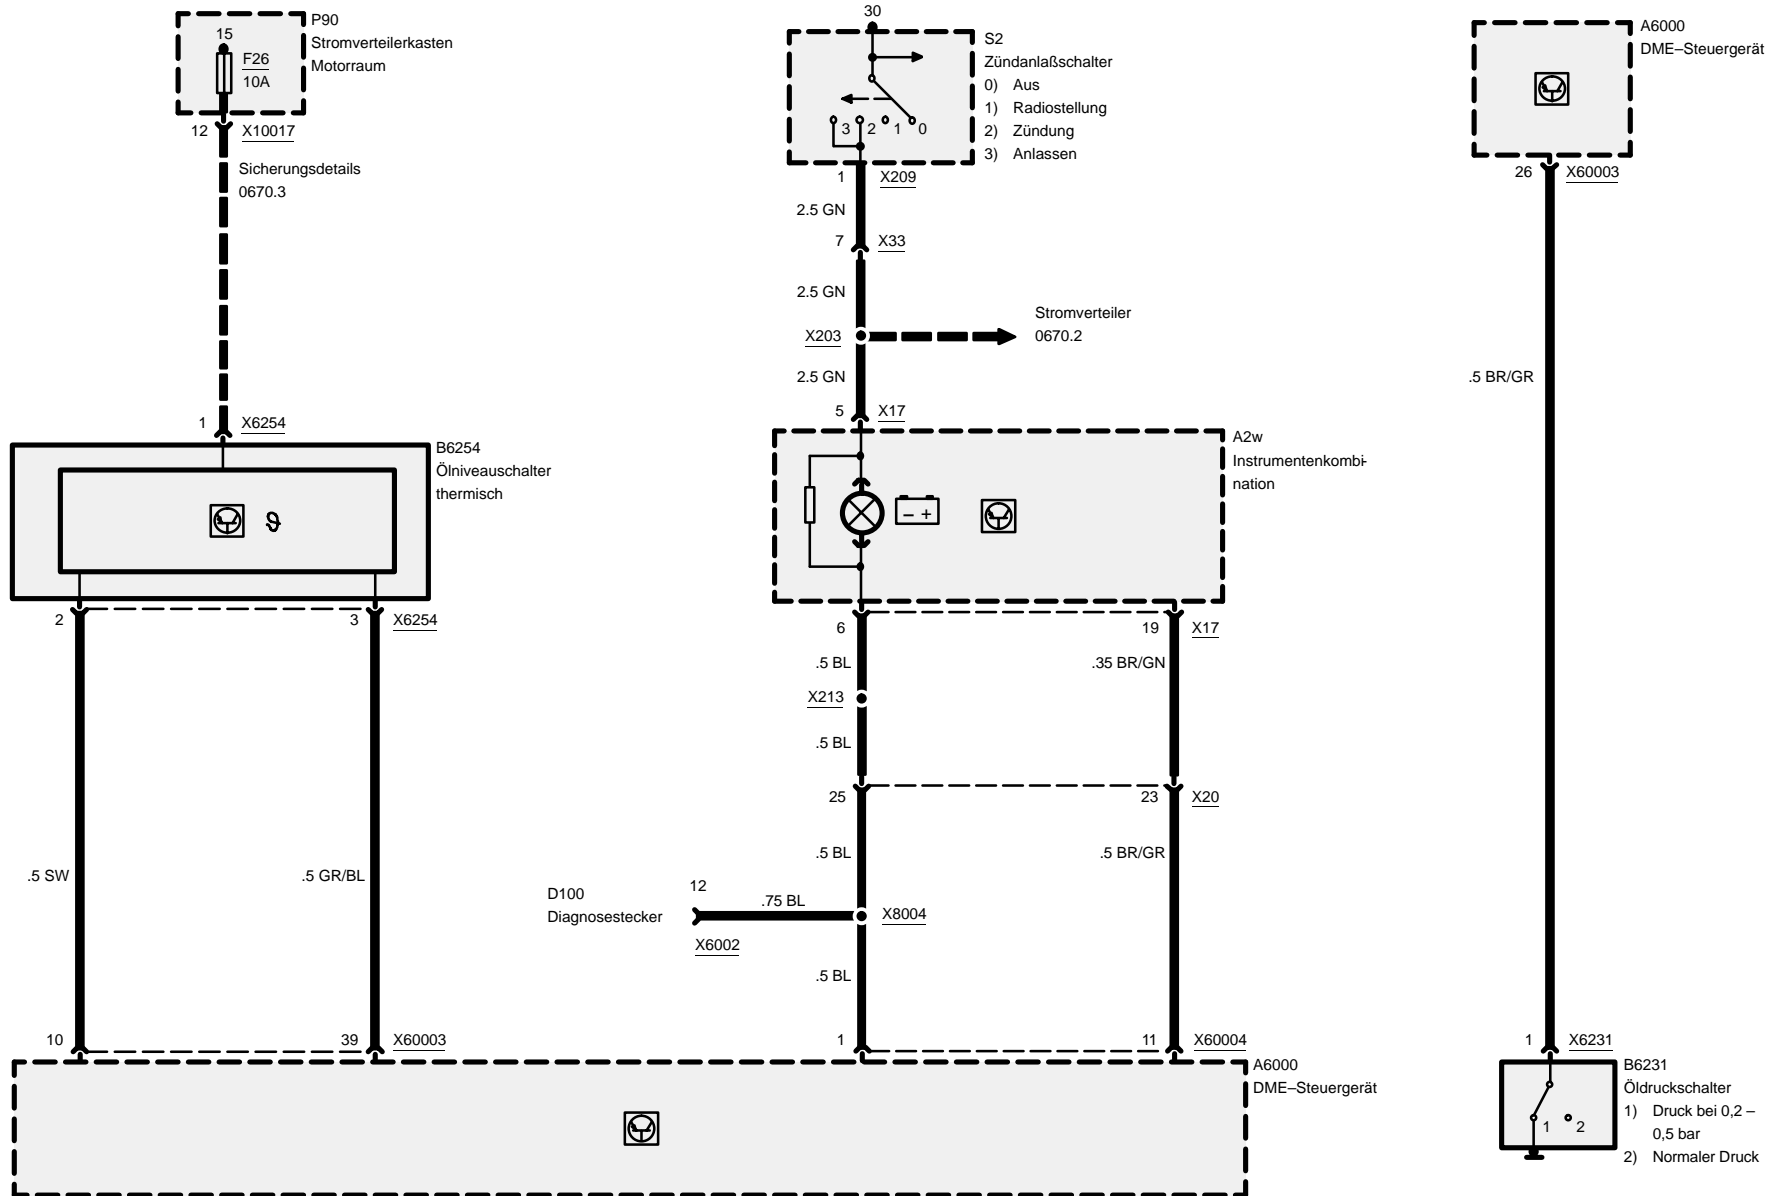 P90
Stromverteilerkasten
Motorraum
15
F26
10A
12
X10017
Sicherungsdetails
0670.3
1
X6254
B6254
Ölniveauschalter
thermisch
ϑ
2
3
X6254
.5 SW
.5 GR/BL
10
39
X60003
30
S2
Zündanlaßschalter
0) Aus
1) Radiostellung
2) Zündung
3) Anlassen
3 2 1 0
1
X209
2.5 GN
7
X33
2.5 GN
X203
Stromverteiler
0670.2
2.5 GN
5
X17
A2w
Instrumentenkombi-
nation
– +
6
19
X17
.5 BL
.35 BR/GN
X213
.5 BL
25
23
X20
.5 BL
.5 BR/GR
D100
Diagnosestecker
12
.75 BL
X8004
X6002
.5 BL
1
11
X60004
A6000
DME–Steuergerät
A6000
DME–Steuergerät
26
X60003
.5 BR/GR
1
X6231
B6231
Öldruckschalter
1) Druck bei 0,2 –
0,5 bar
2) Normaler Druck
1 2